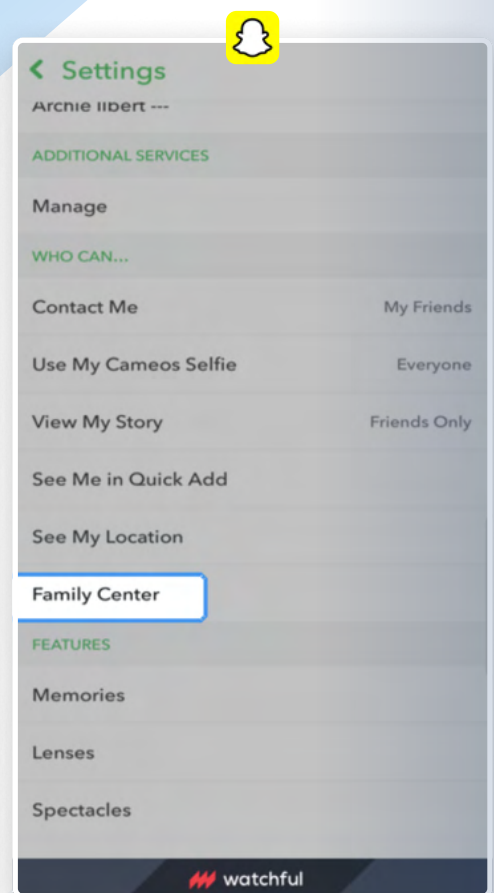 Settings
Archie Ilbert ---
ADDITIONAL SERVICES
Manage
WHO CAN...
Contact Me My Friends
Use My Cameos Selfie Everyone
View My Story Friends Only
See Me in Quick Add
See My Location
Family Center
FEATURES
Memories
Lenses
Spectacles
watchful